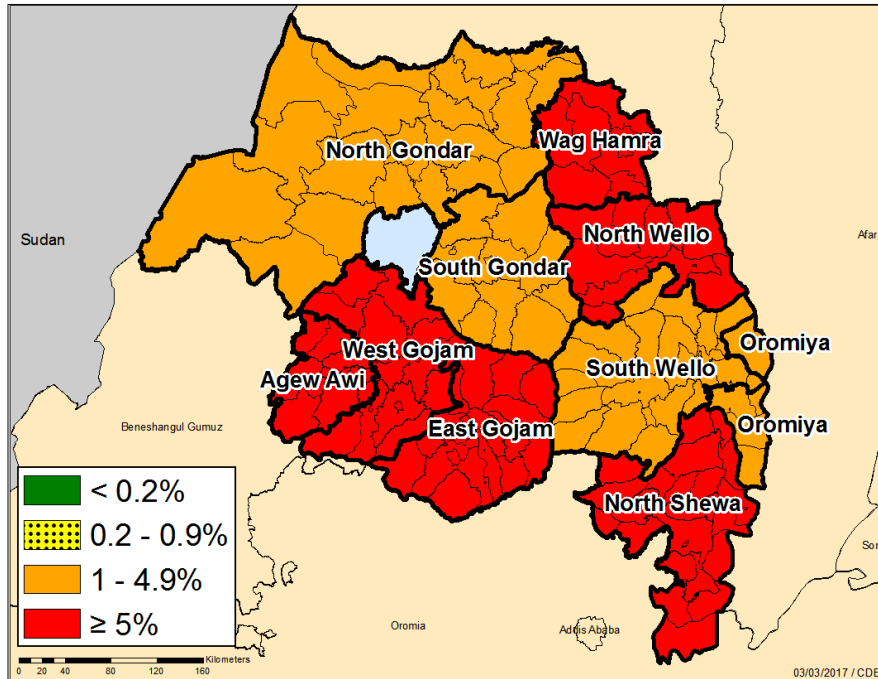 Wag Hamra
North Gondar
North Wello
Afar
Sudan
South Gondar
Oromiya
West Gojam
South Wello
Agew Awi
Oromiya
East Gojam
Beneshangul Gumuz
North Shewa
< 0.2%
0.2 - 0.9%
1 - 4.9%
≥ 5%
Oromia
Addis Ababa
Kilometers
0 20 40 80 120 160
03/03/2017 / CDE